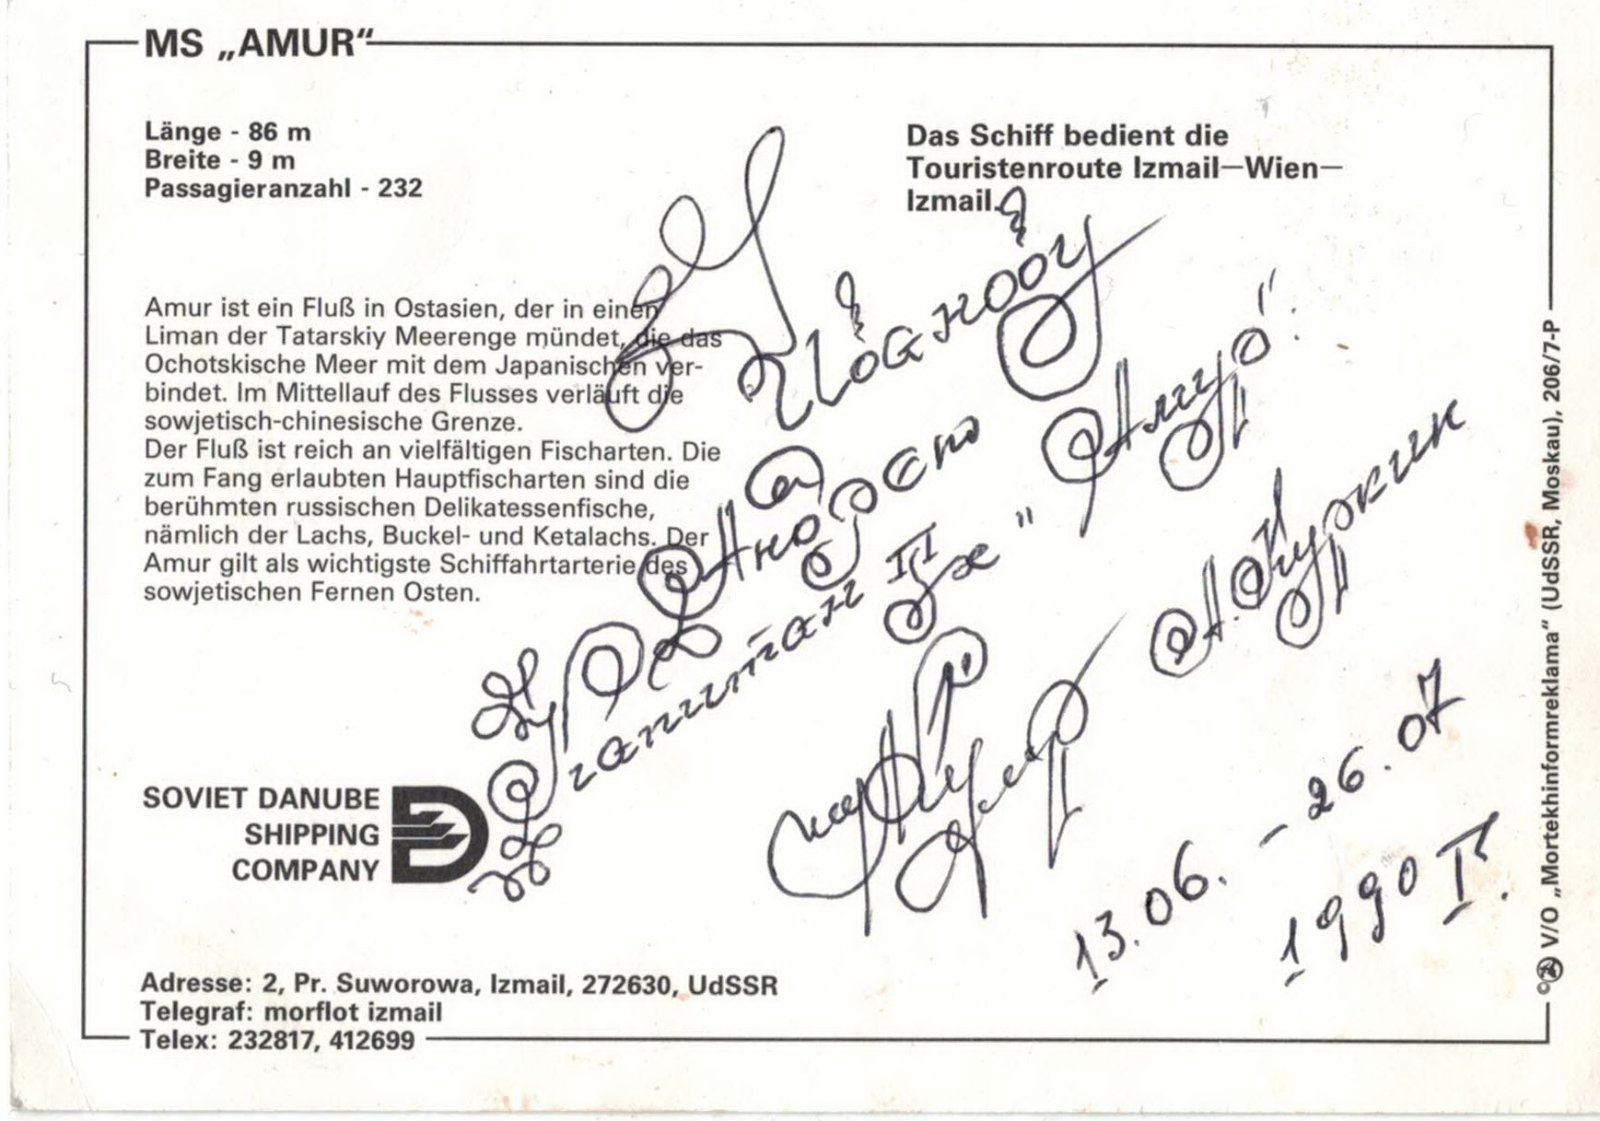 MS „AMUR“
Länge - 86 m
Breite - 9 m
Passagieranzahl - 232
Das Schiff bedient die
Touristenroute Izmail—Wien—
Izmail.
Amur ist ein Fluß in Ostasien, der in einen
Liman der Tatarskiy Meerenge mündet, die das
Ochotskische Meer mit dem Japanischen ver-
bindet. Im Mittellauf des Flusses verläuft die
sowjetisch-chinesische Grenze.
Der Fluß ist reich an vielfältigen Fischarten. Die
zum Fang erlaubten Hauptfischarten sind die
berühmten russischen Delikatessenfische,
nämlich der Lachs, Buckel- und Ketalachs. Der
Amur gilt als wichtigste Schiffahrtarterie des
sowjetischen Fernen Osten.
Андрею
"Амур".
А. Куркин
13.06. - 26.07
1990 г.
SOVIET DANUBE
SHIPPING
COMPANY
Adresse: 2, Pr. Suworowa, Izmail, 272630, UdSSR
Telegraf: morflot izmail
Telex: 232817, 412699
© V/O „Mortekhinformreklama“ (UdSSR, Moskau), 206/7-P